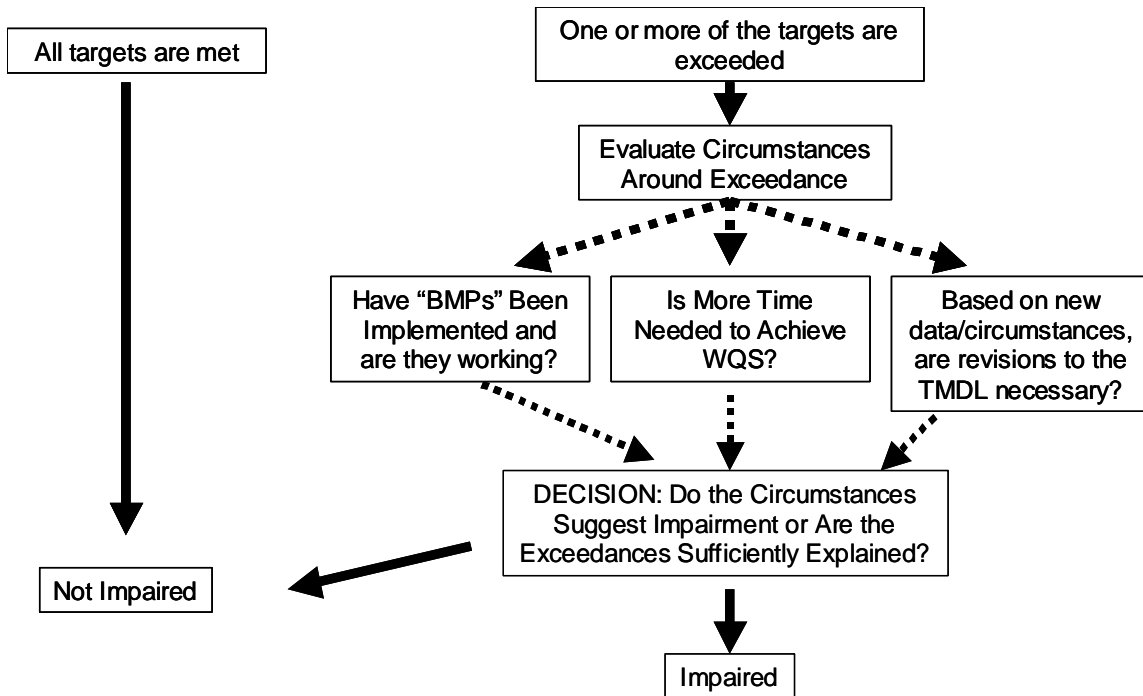 All targets are met
One or more of the targets are
exceeded
Evaluate Circumstances
Around Exceedance
Have “BMPs” Been
Implemented and
are they working?
Is More Time
Needed to Achieve
WQS?
Based on new
data/circumstances,
are revisions to the
TMDL necessary?
DECISION: Do the Circumstances
Suggest Impairment or Are the
Exceedances Sufficiently Explained?
Not Impaired
Impaired